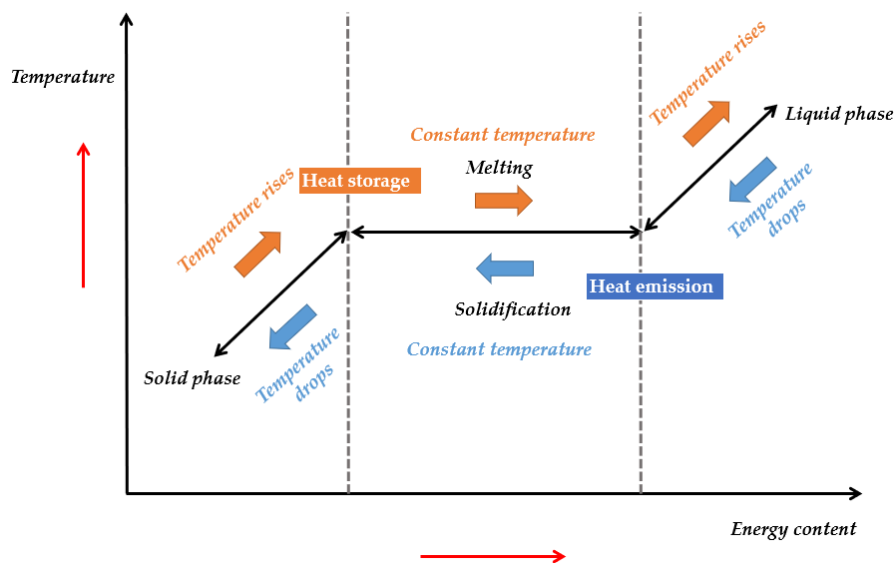 Temperature
Temperature rises
Heat storage
Constant temperature
Melting
Temperature rises
Liquid phase
Temperature
drops
Heat emission
Solidification
Constant temperature
Solid phase
Temperature
drops
Energy content